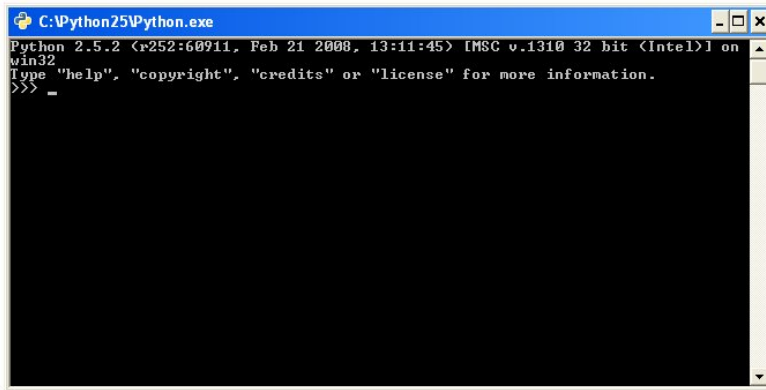 C:\Python25\Python.exe
Python 2.5.2 (r252:60911, Feb 21 2008, 13:11:45) [MSC v.1310 32 bit (Intel)] on
win32
Type "help", "copyright", "credits" or "license" for more information.
>>> _